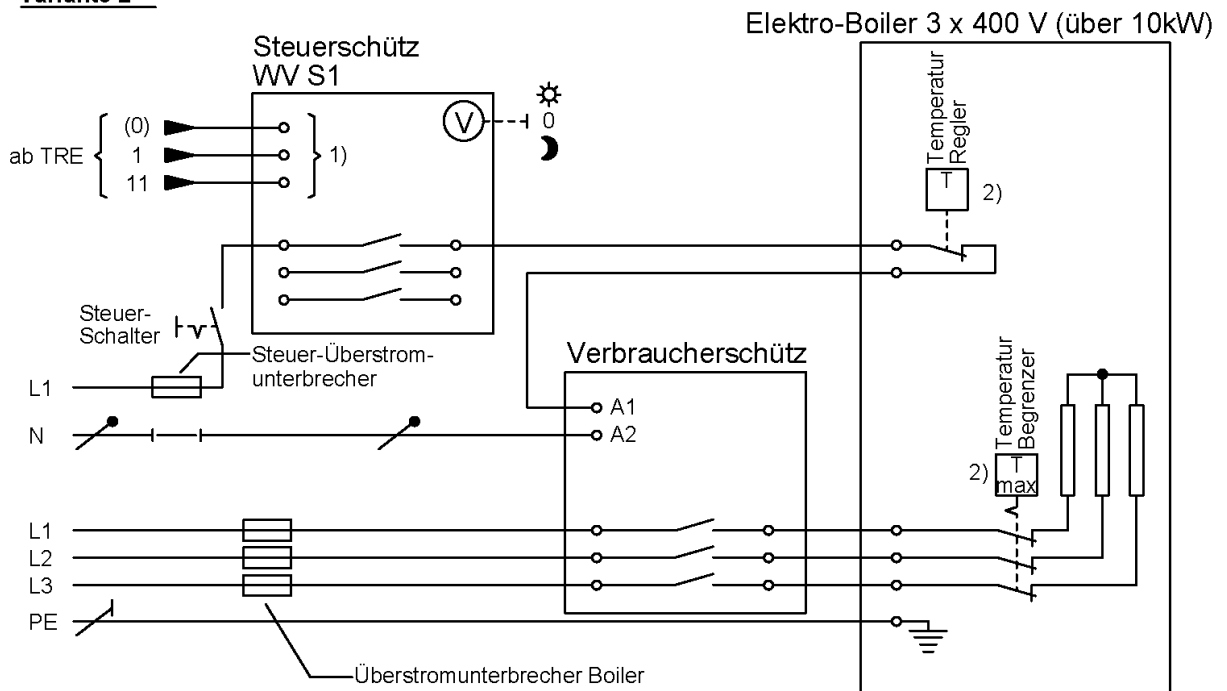 Variante 2
Elektro-Boiler 3 x 400 V (über 10kW)
Steuerschütz
WV S1
V
0
ab TRE
(0)
1
11
1)
Temperatur
Regler
T
2)
Steuer-
Schalter
Steuer-Überstrom-
unterbrecher
Verbraucherschütz
L1
N
A1
A2
Temperatur
Begrenzer
2)
T
max
L1
L2
L3
PE
Überstromunterbrecher Boiler